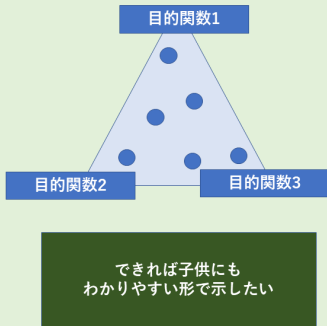 目的関数1
目的関数2
目的関数3
できれば子供にも
わかりやすい形で示したい